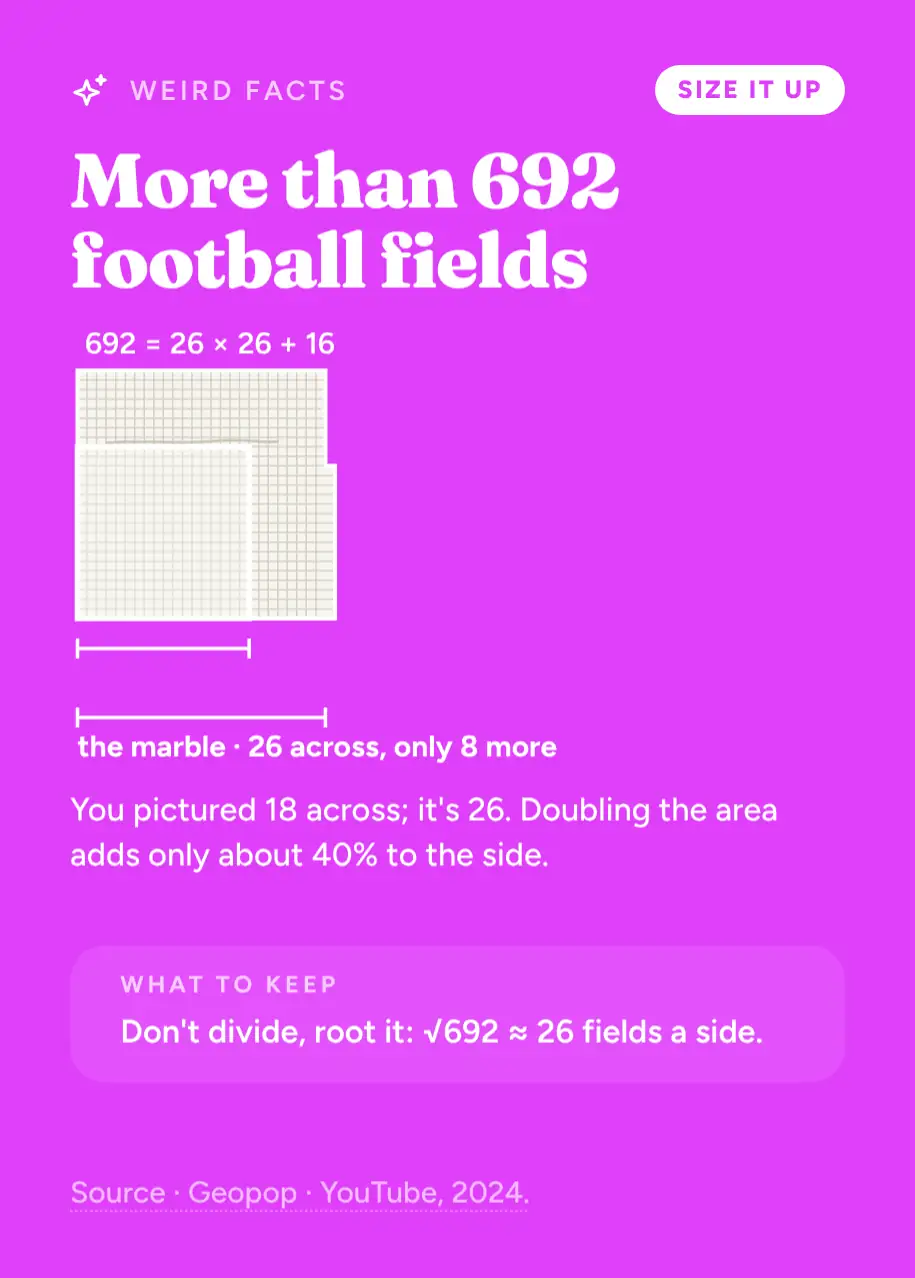 WEIRD FACTS
SIZE IT UP
More than 692
football fields
692 = 26 × 26 + 16
the marble · 26 across, only 8 more
You pictured 18 across; it's 26. Doubling the area
adds only about 40% to the side.
WHAT TO KEEP
Don't divide, root it: √692 ≈ 26 fields a side.
Source · Geopop · YouTube, 2024.